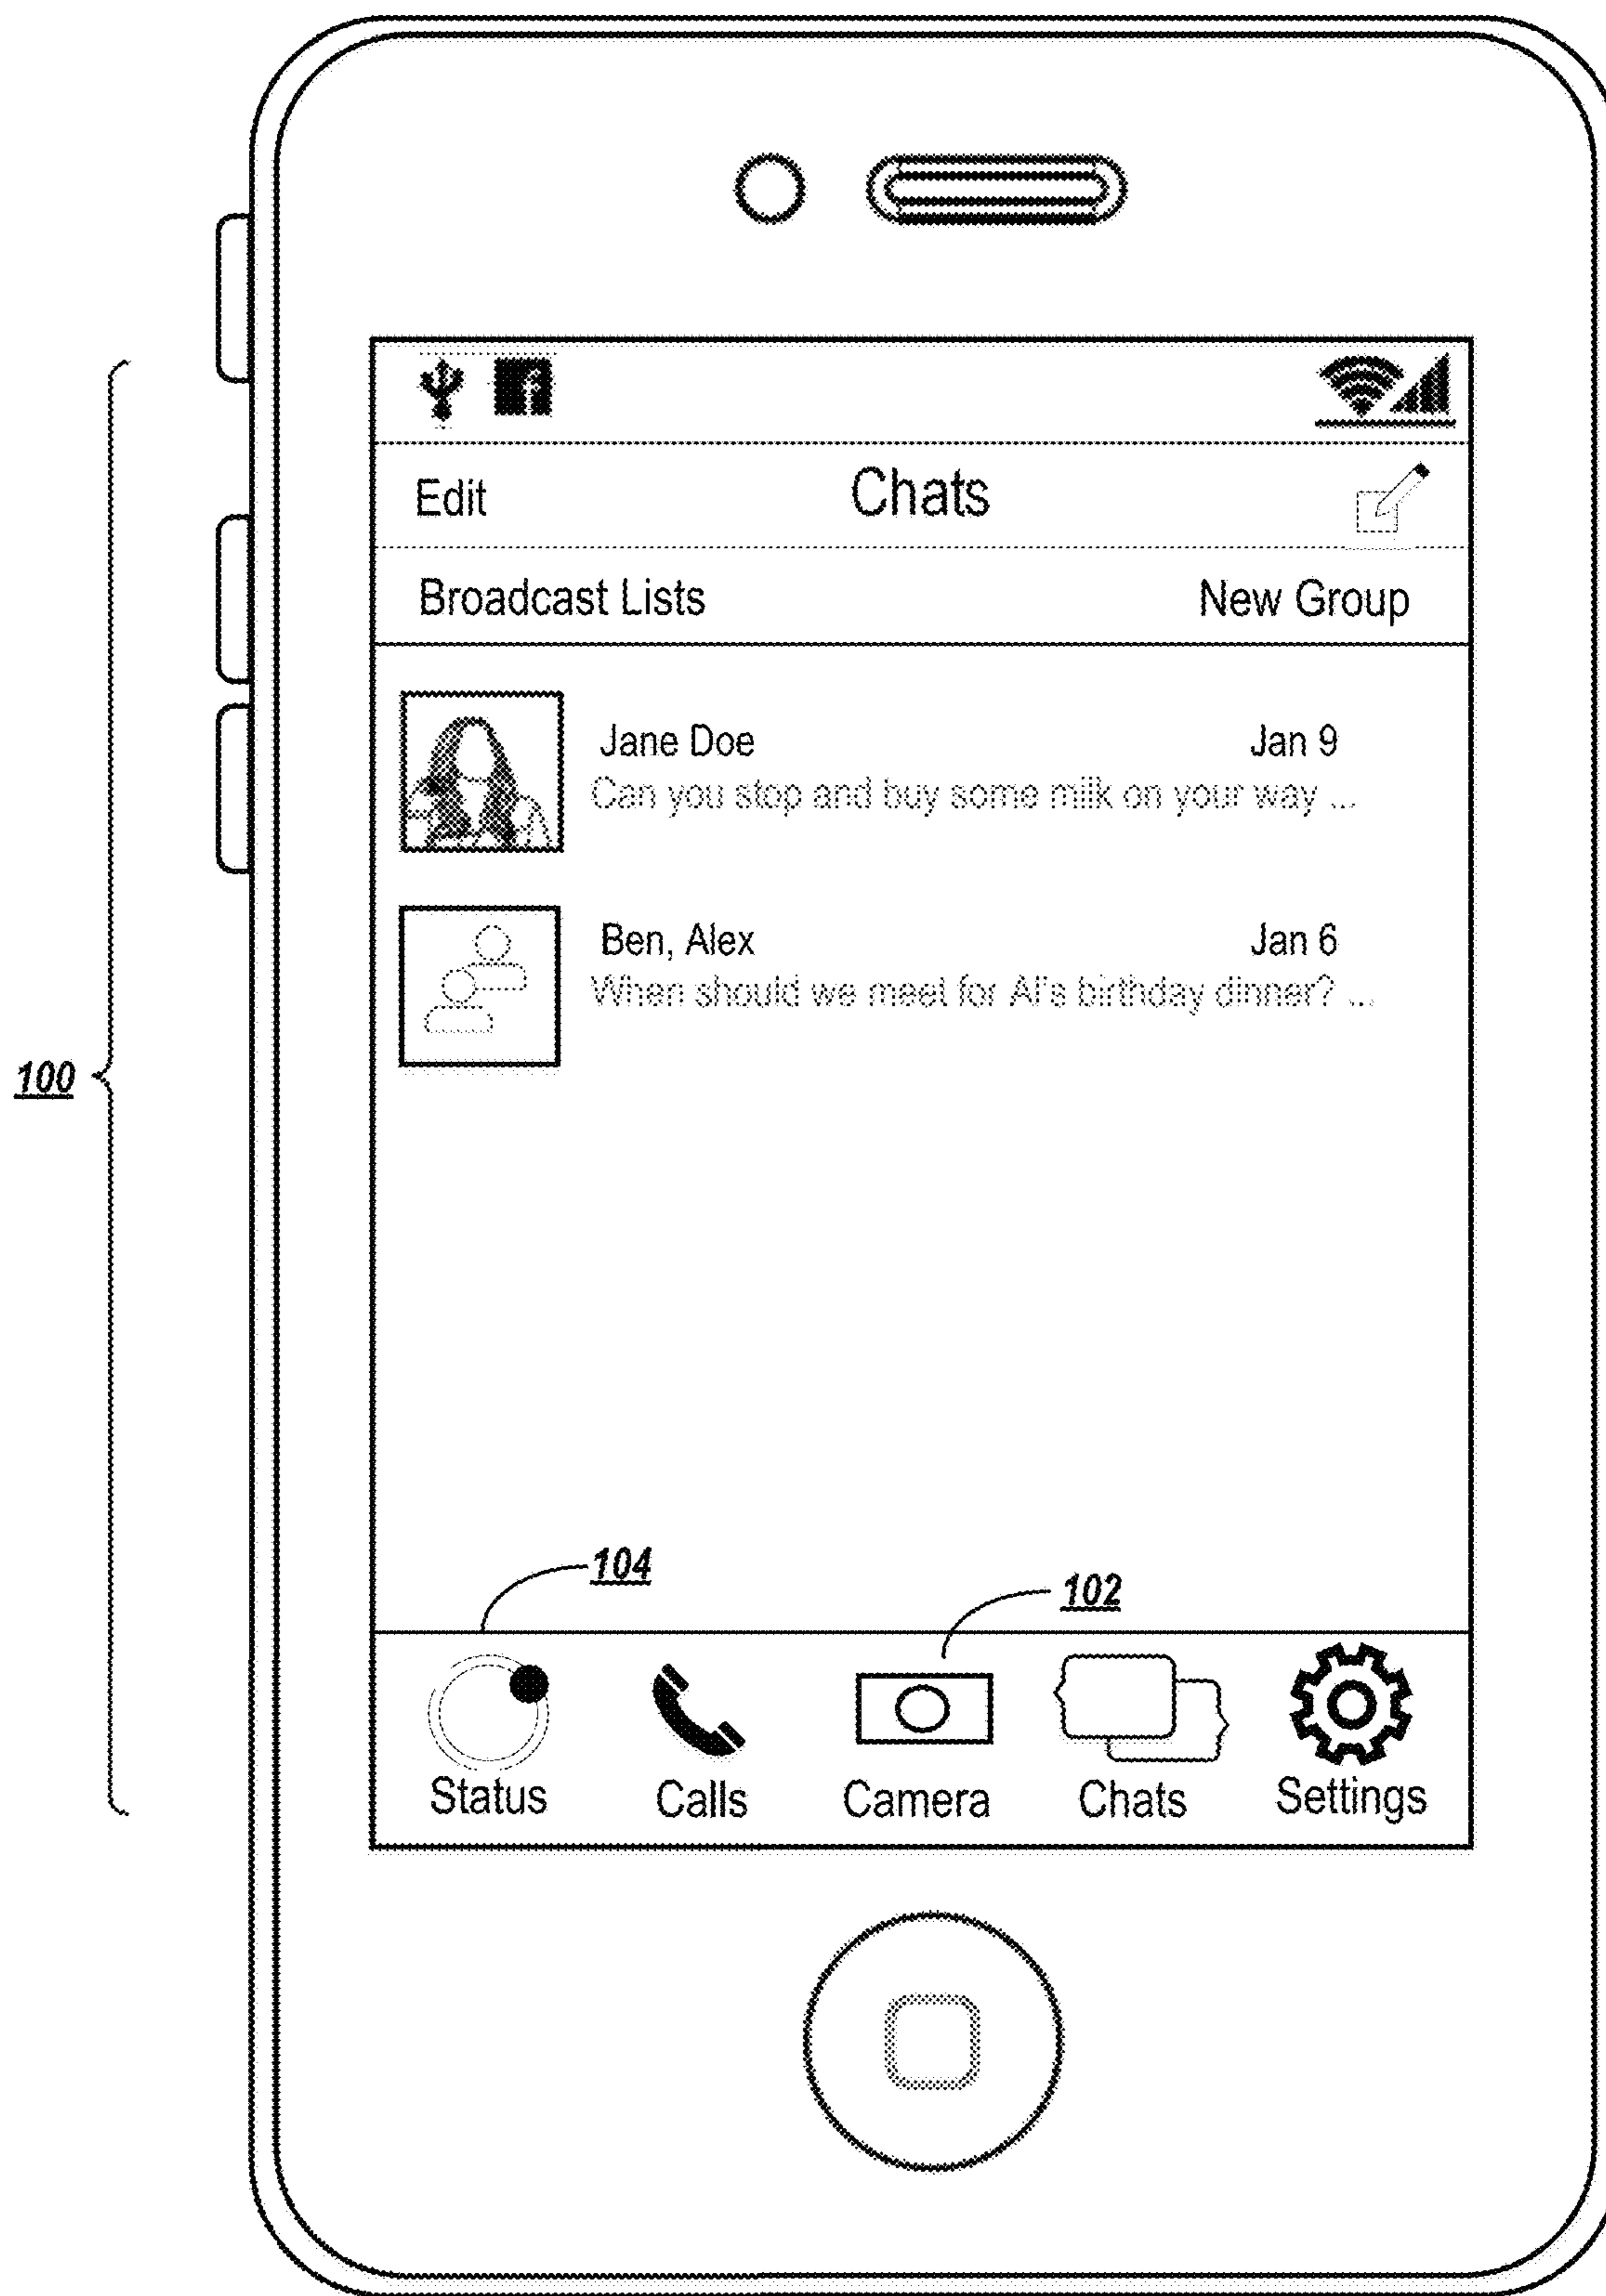 Edit Chats
Broadcast Lists New Group
Jane Doe Jan 9
Can you stop and buy some milk on your way ...
Ben, Alex Jan 6
When should we meet for Al's birthday dinner? ...
100
104
102
Status Calls Camera Chats Settings